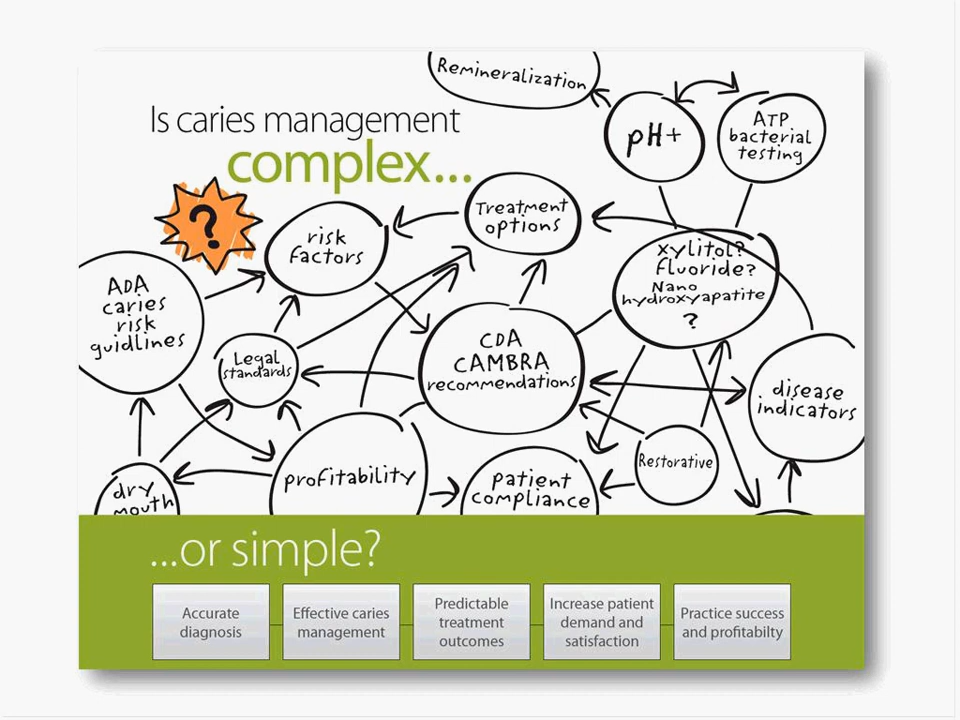 Remineralization
Is caries management
complex...
pH+
ATP
bacterial
testing
?
risk
factors
Treatment
options
xylitol?
Fluoride?
Nano
hydroxyapatite
?
ADA
caries
risk
guidlines
Legal
standards
CDA
CAMBRA
recommendations
disease
indicators
dry
mouth
profitability
patient
compliance
Restorative
...or simple?
Accurate
diagnosis
Effective caries
management
Predictable
treatment
outcomes
Increase patient
demand and
satisfaction
Practice success
and profitabilty